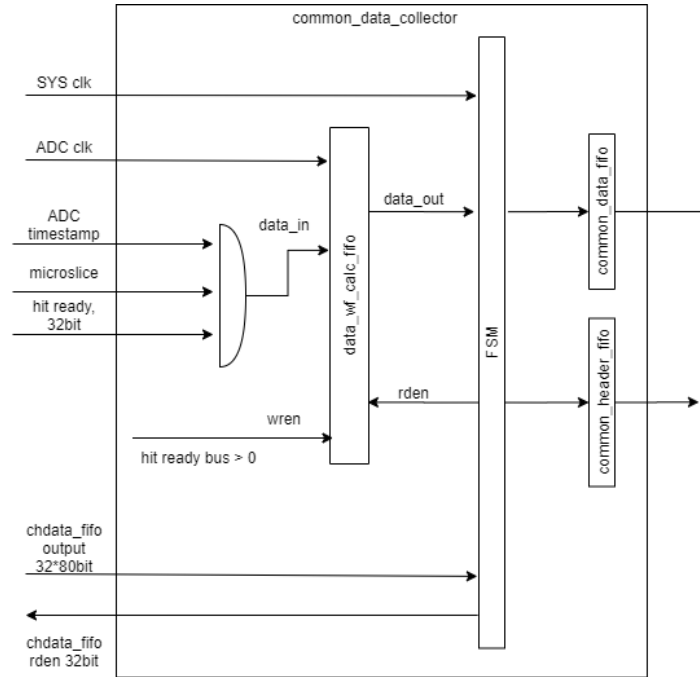 common_data_collector
SYS clk
ADC clk
ADC
timestamp
microslice
hit ready,
32bit
data_in
data_wf_calc_fifo
data_out
rden
wren
hit ready bus > 0
FSM
common_data_fifo
common_header_fifo
chdata_fifo
output
32*80bit
chdata_fifo
rden 32bit